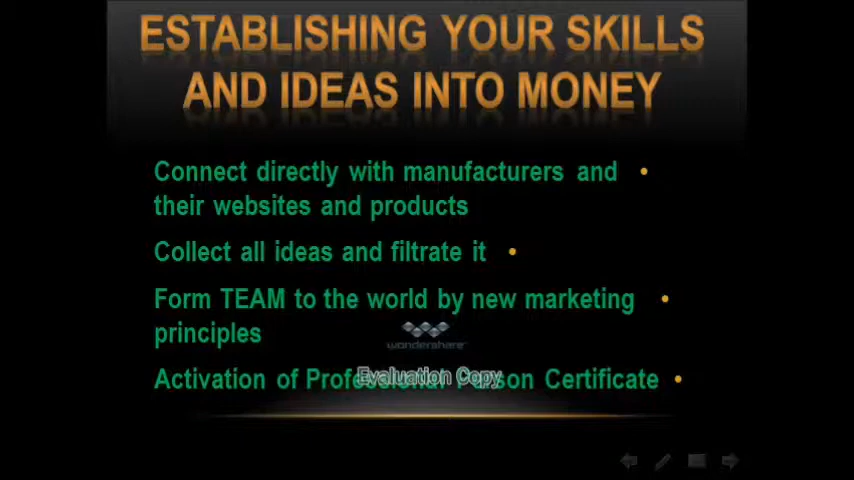 ESTABLISHING YOUR SKILLS
AND IDEAS INTO MONEY
Connect directly with manufacturers and •
their websites and products
Collect all ideas and filtrate it •
Form TEAM to the world by new marketing •
principles
wondershare
Evaluation Copy
Activation of Professional Person Certificate •